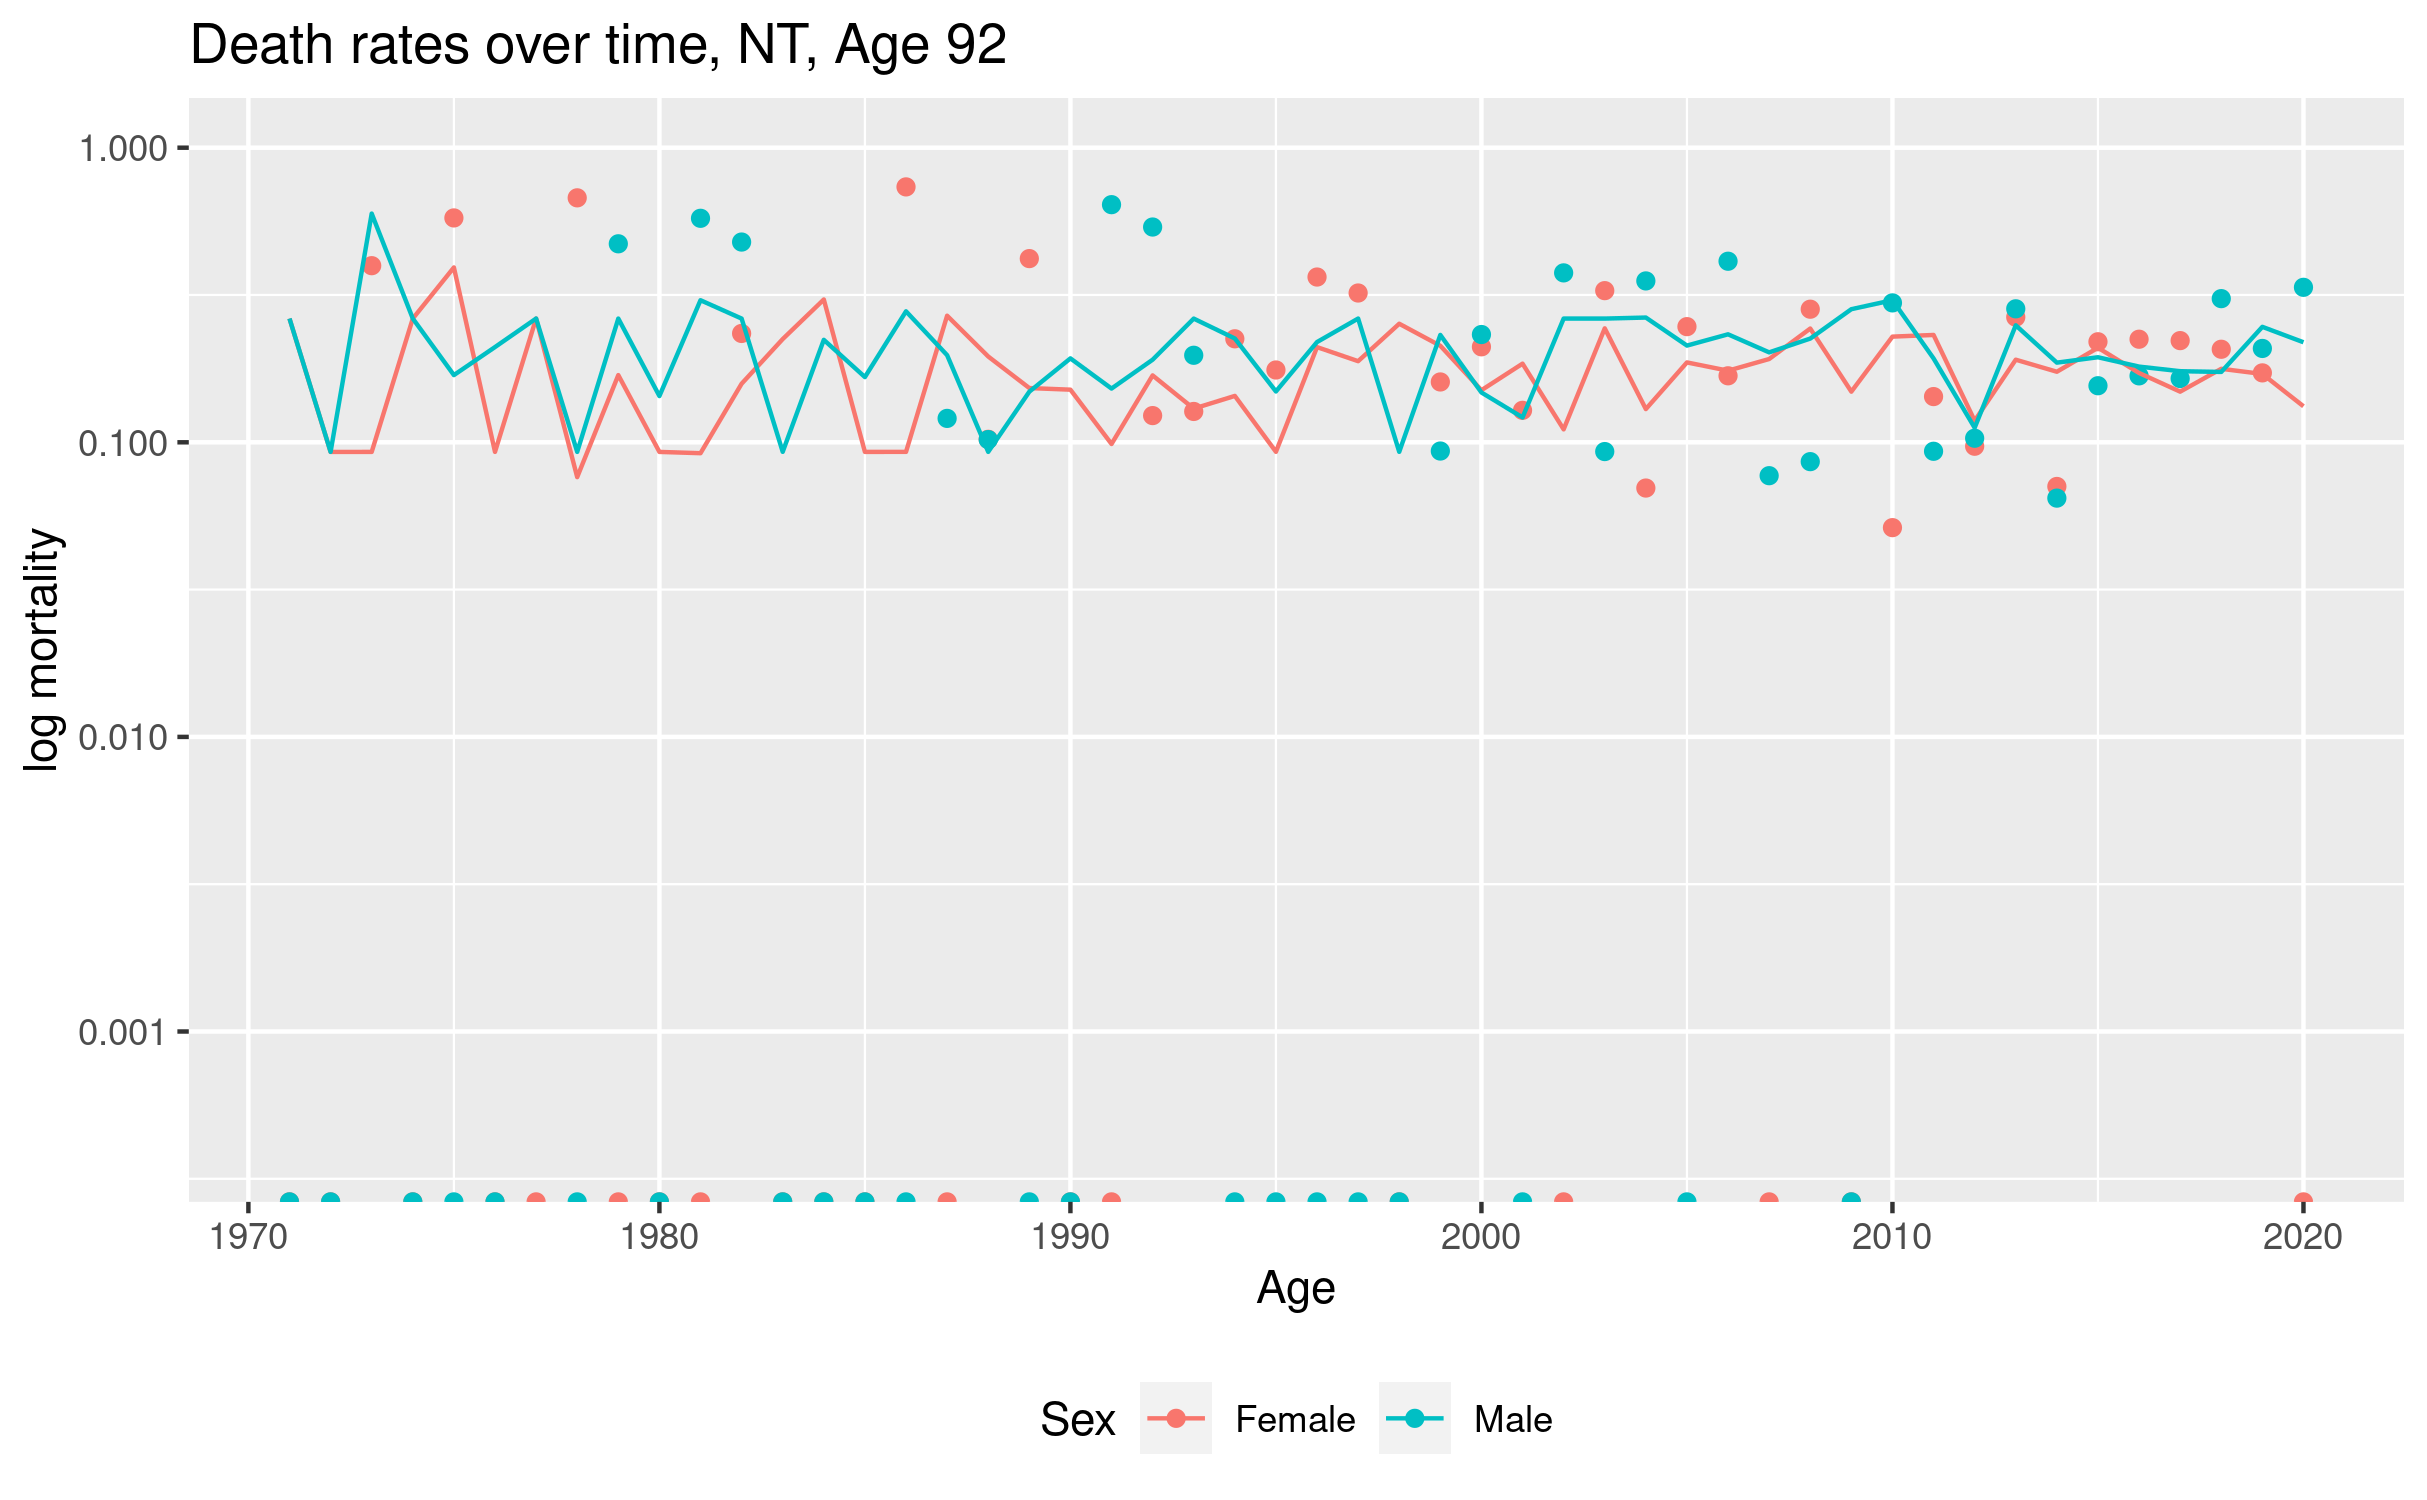 Death rates over time, NT, Age 92
1.000
0.100
0.010
0.001
log mortality
1970 1980 1990 2000 2010 2020
Age
Sex Female Male